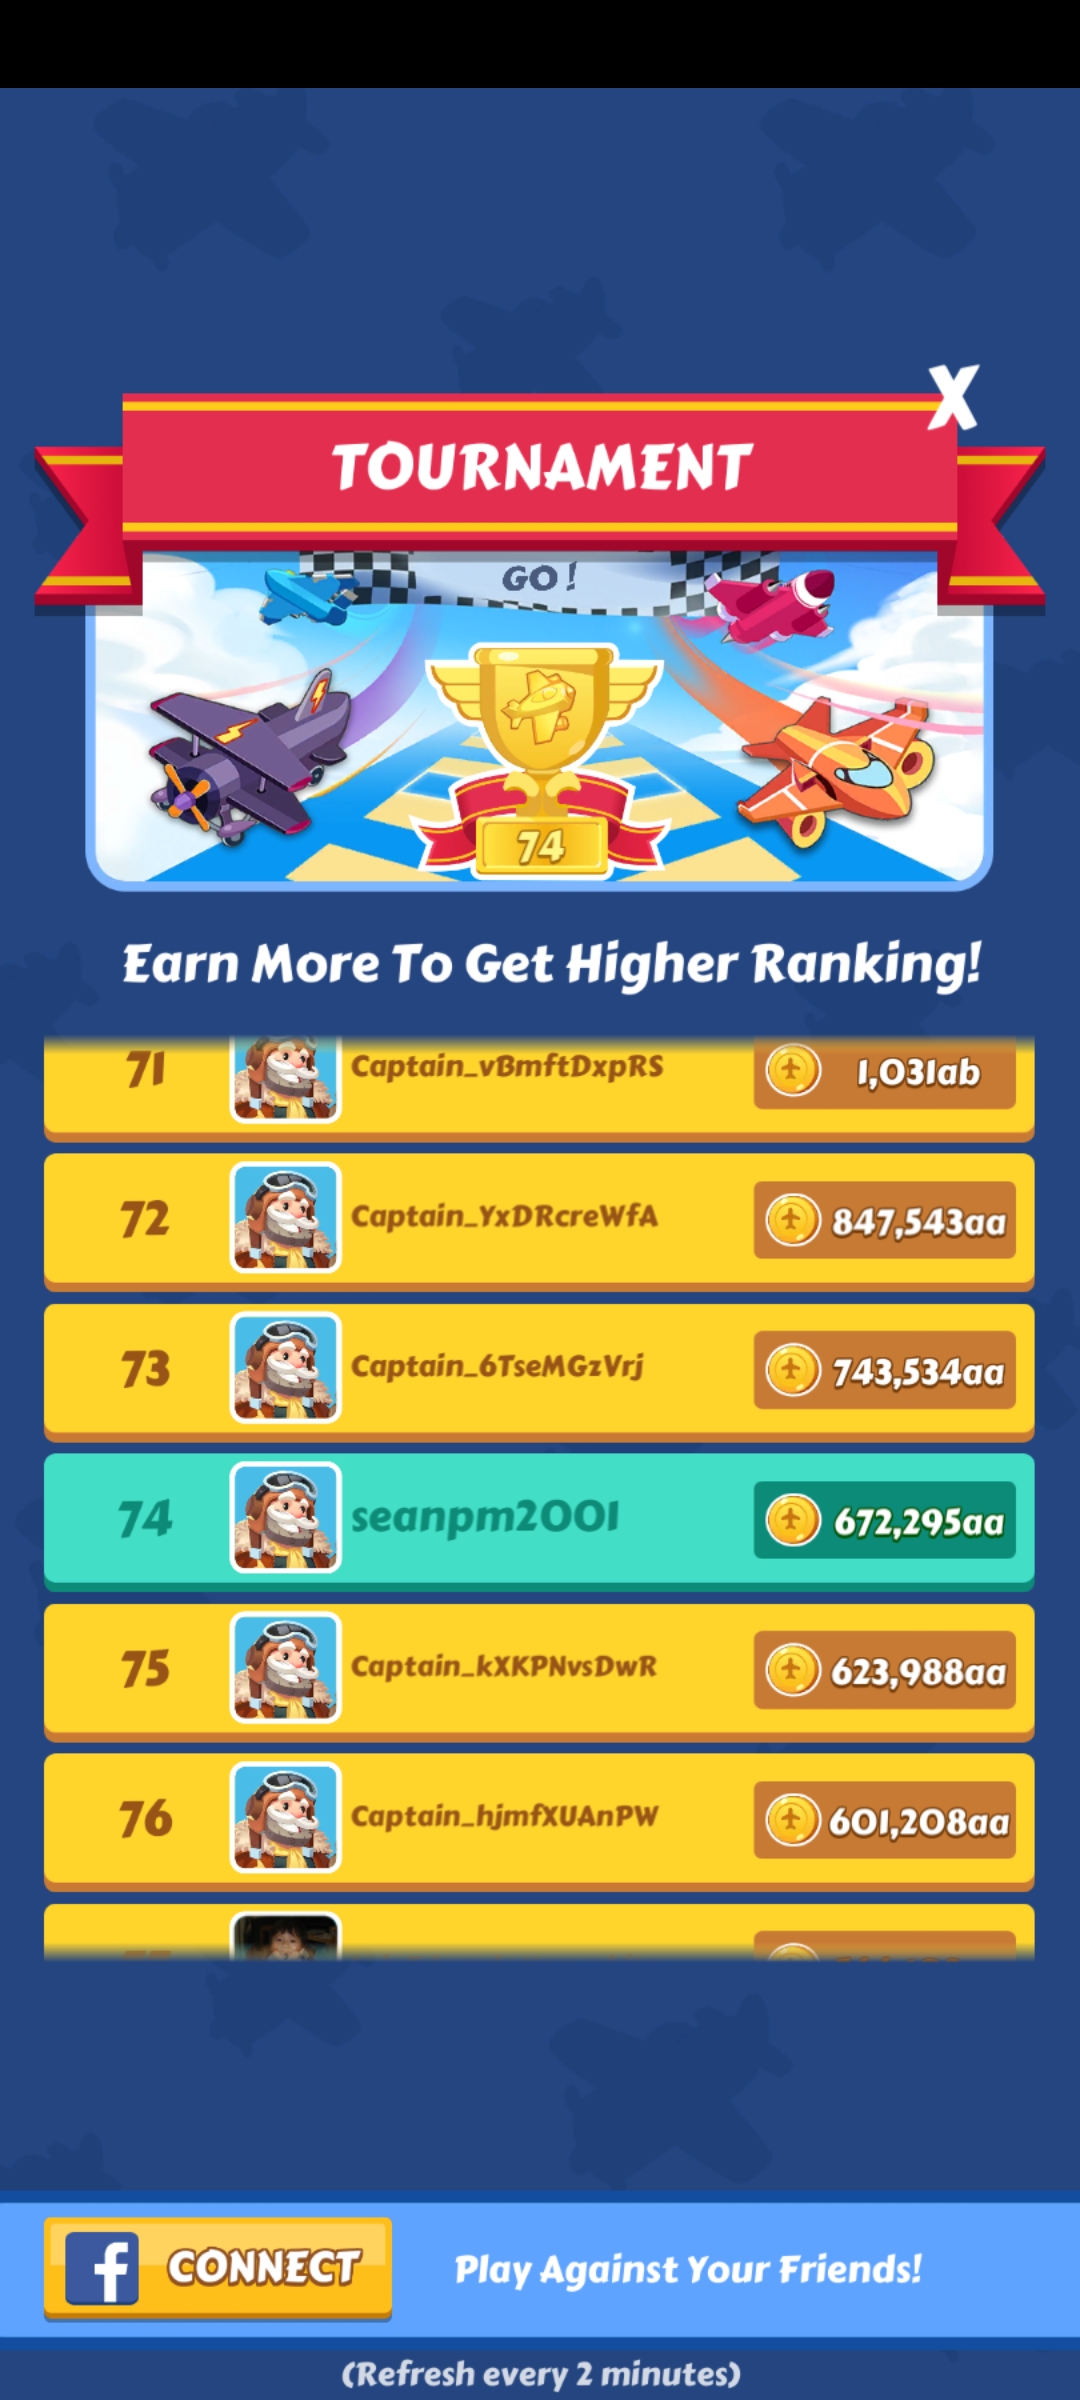 X
TOURNAMENT
GO!
74
Earn More To Get Higher Ranking!
71 Captain_vBmftDxpRS 1,031ab
72 Captain_YxDRcreWfA 847,543aa
73 Captain_6TseMGzVrj 743,534aa
74 seanpm2001 672,295aa
75 Captain_kXKPNvsDwR 623,988aa
76 Captain_hjmfXUAnPW 601,208aa
f CONNECT Play Against Your Friends!
(Refresh every 2 minutes)